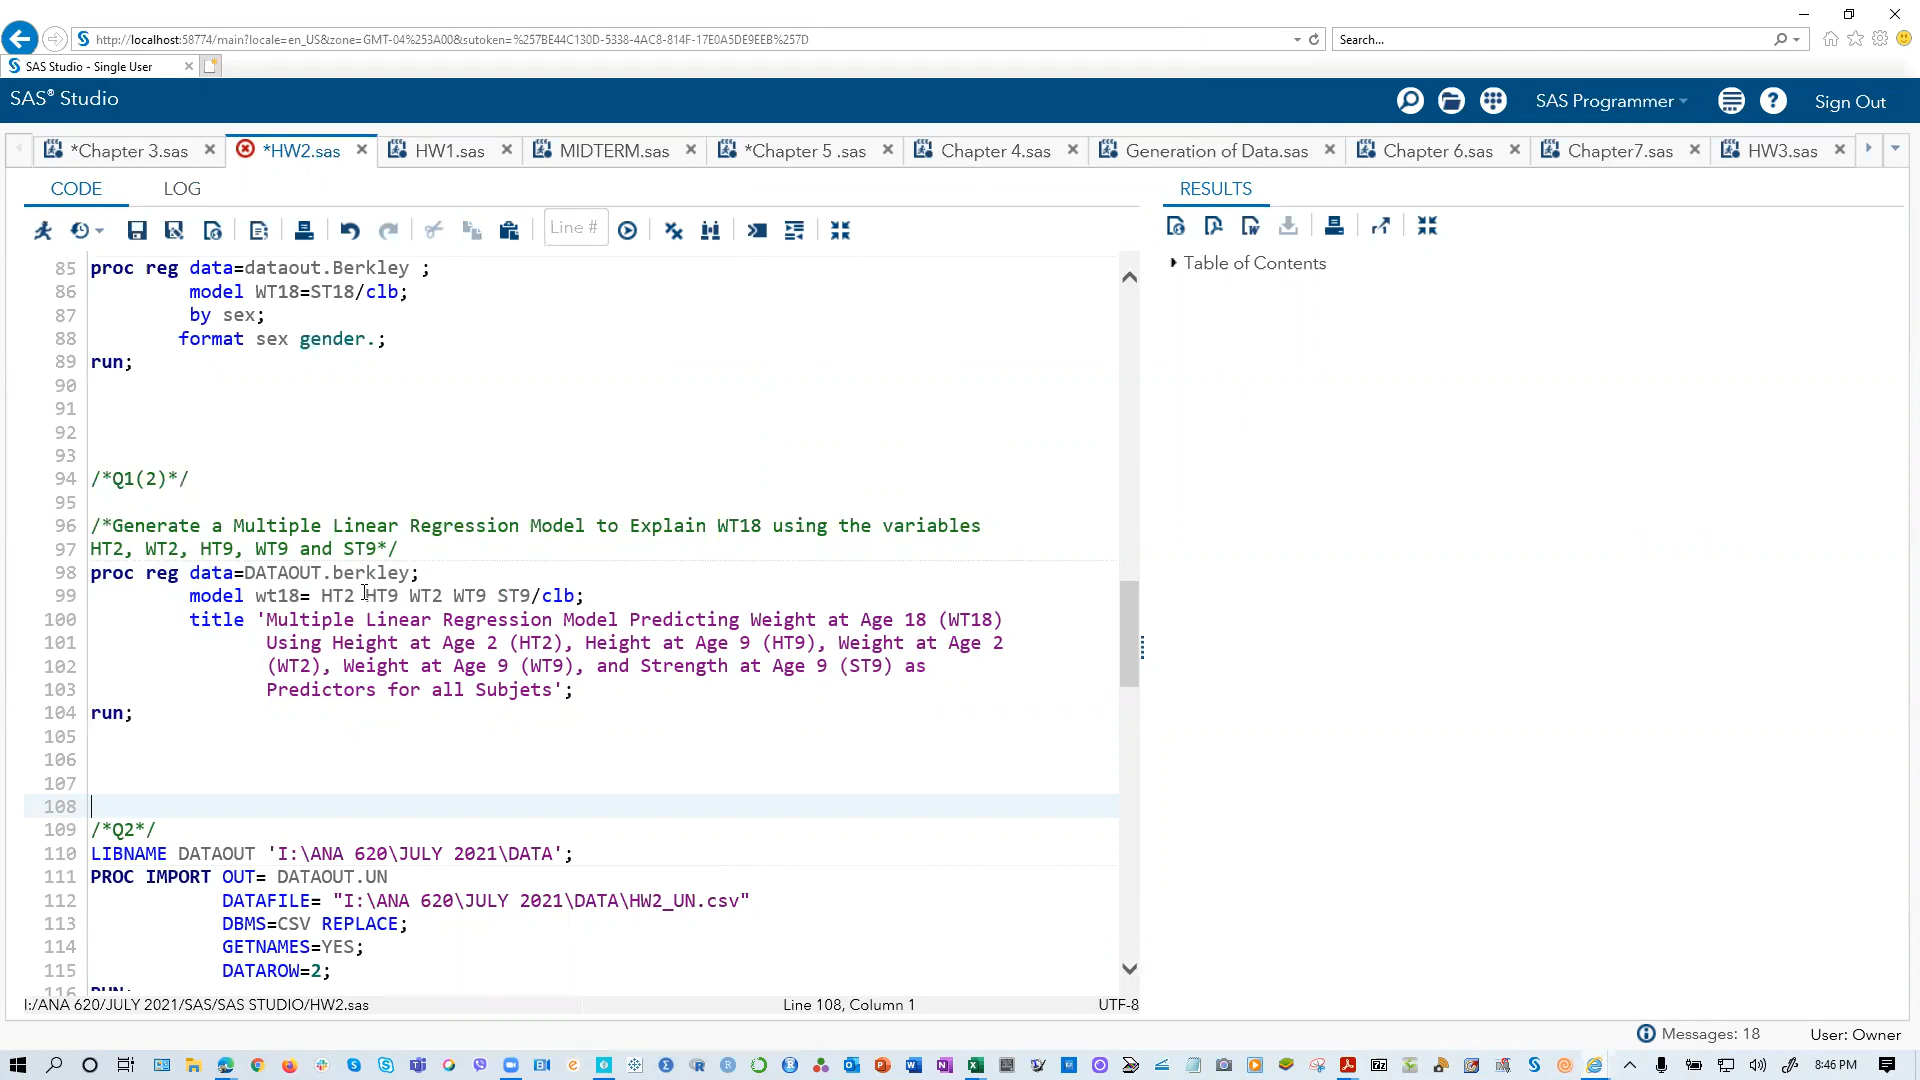 http://localhost:58774/main?locale=en_US&zone=GMT-04%253A00&sutoken=%257BE44C130D-5338-4AC8-814F-17E0A5DE9EEB%257D
Search...
SAS Studio - Single User
SAS® Studio
SAS Programmer
Sign Out
*Chapter 3.sas
*HW2.sas
HW1.sas
MIDTERM.sas
*Chapter 5 .sas
Chapter 4.sas
Generation of Data.sas
Chapter 6.sas
Chapter7.sas
HW3.sas
CODE LOG
RESULTS
Line #
Table of Contents
85 proc reg data=dataout.Berkley ;
86 model WT18=ST18/clb;
87 by sex;
88 format sex gender.;
89 run;
90
91
92
93
94 /*Q1(2)*/
95
96 /*Generate a Multiple Linear Regression Model to Explain WT18 using the variables
97 HT2, WT2, HT9, WT9 and ST9*/
98 proc reg data=DATAOUT.berkley;
99 model wt18= HT2 HT9 WT2 WT9 ST9/clb;
100 title 'Multiple Linear Regression Model Predicting Weight at Age 18 (WT18)
101 Using Height at Age 2 (HT2), Height at Age 9 (HT9), Weight at Age 2
102 (WT2), Weight at Age 9 (WT9), and Strength at Age 9 (ST9) as
103 Predictors for all Subjets';
104 run;
105
106
107
108
109 /*Q2*/
110 LIBNAME DATAOUT 'I:\ANA 620\JULY 2021\DATA';
111 PROC IMPORT OUT= DATAOUT.UN
112 DATAFILE= "I:\ANA 620\JULY 2021\DATA\HW2_UN.csv"
113 DBMS=CSV REPLACE;
114 GETNAMES=YES;
115 DATAROW=2;
116 RUN;
I:/ANA 620/JULY 2021/SAS/SAS STUDIO/HW2.sas
Line 108, Column 1
UTF-8
Messages: 18
User: Owner
8:46 PM